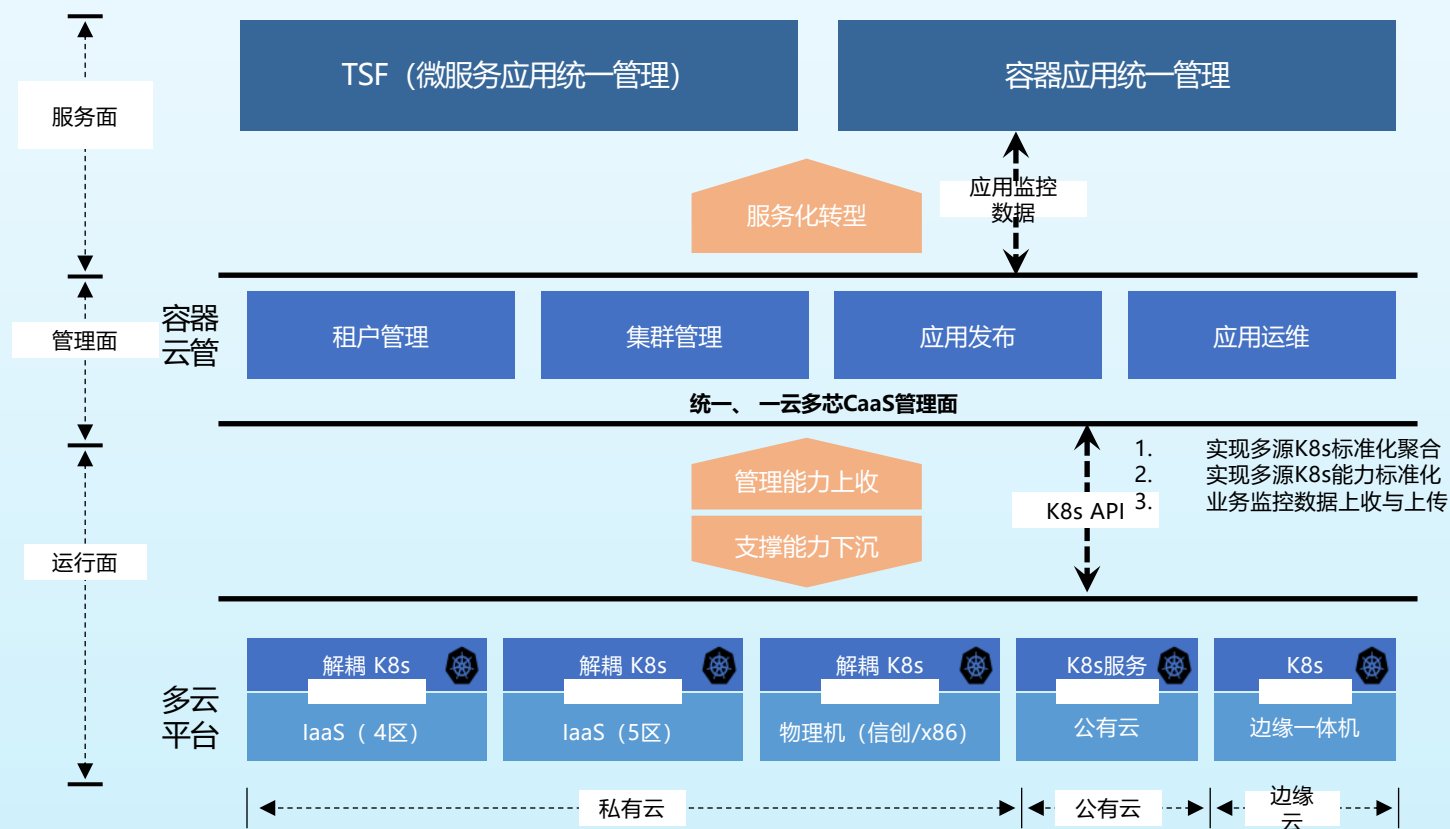 TSF（微服务应用统一管理）
容器应用统一管理
服务面
服务化转型
应用监控
数据
管理面
容器
云管
租户管理
集群管理
应用发布
应用运维
统一、 一云多芯CaaS管理面
运行面
管理能力上收
支撑能力下沉
K8s API
1. 实现多源K8s标准化聚合
2. 实现多源K8s能力标准化
3. 业务监控数据上收与上传
多云
平台
解耦 K8s
IaaS（ 4区）
解耦 K8s
IaaS（5区）
解耦 K8s
物理机（信创/x86）
K8s服务
公有云
K8s
边缘一体机
私有云
公有云
边缘
云